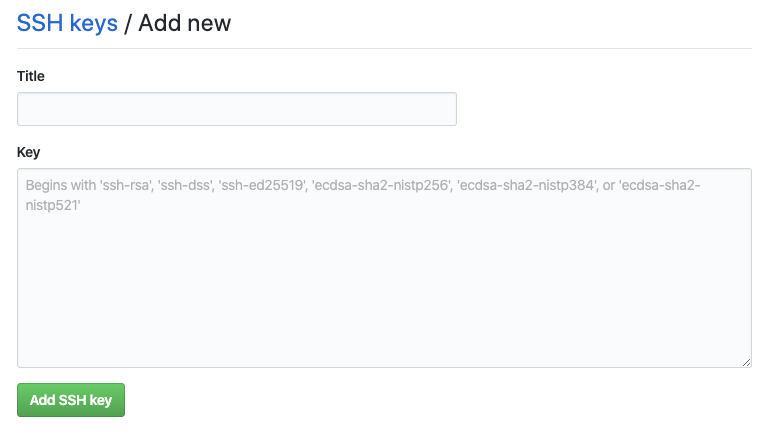 SSH keys / Add new
Title
Key
Begins with 'ssh-rsa', 'ssh-dss', 'ssh-ed25519', 'ecdsa-sha2-nistp256', 'ecdsa-sha2-nistp384', or 'ecdsa-sha2-
nistp521'
Add SSH key